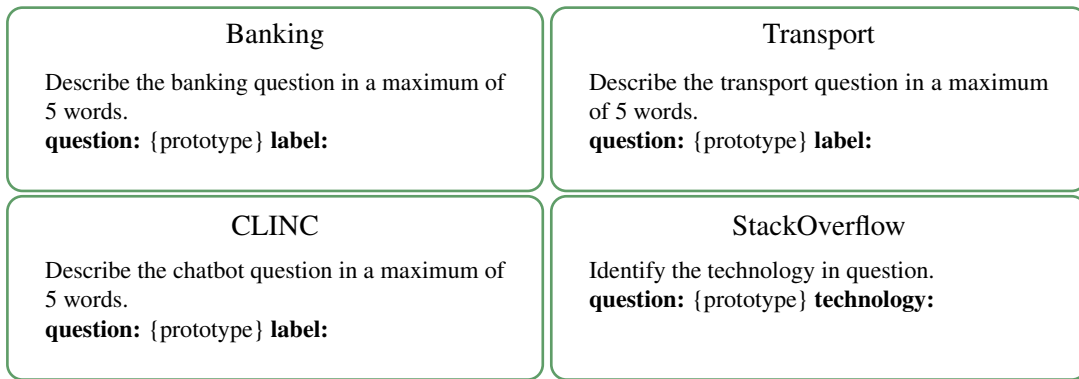 Banking
Describe the banking question in a maximum of
5 words.
question: {prototype} label:
Transport
Describe the transport question in a maximum
of 5 words.
question: {prototype} label:
CLINC
Describe the chatbot question in a maximum of
5 words.
question: {prototype} label:
StackOverflow
Identify the technology in question.
question: {prototype} technology: